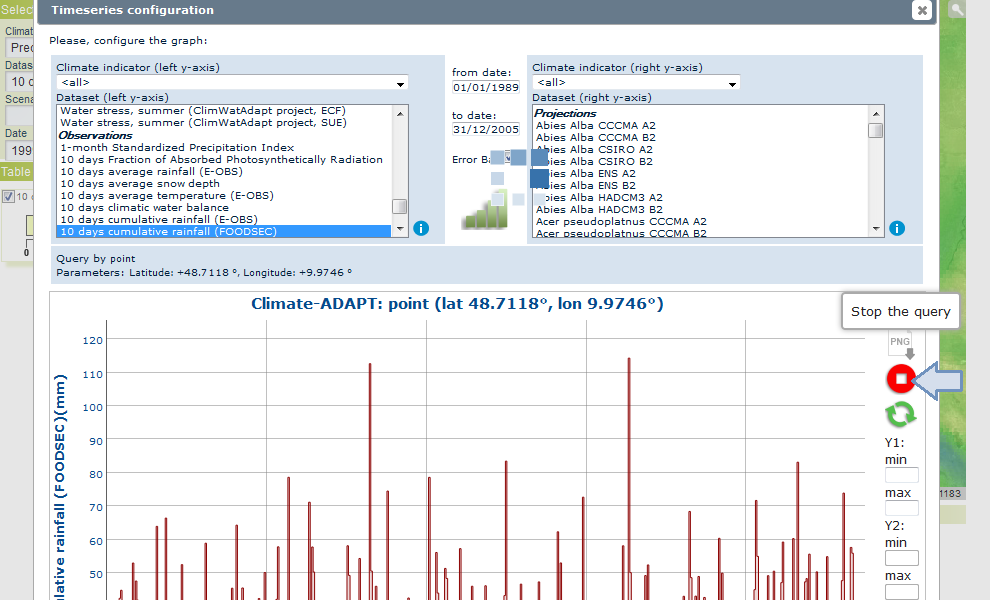 Selec
Timeseries configuration
Climat
Prec
Datas
10 d
Scena
Date
199
Table
10 c
0
Please, configure the graph:
Climate indicator (left y-axis)
<all>
Dataset (left y-axis)
Water stress, summer (ClimWatAdapt project, ECF)
Water stress, summer (ClimWatAdapt project, SUE)
Observations
1-month Standardized Precipitation Index
10 days Fraction of Absorbed Photosynthetically Radiation
10 days average rainfall (E-OBS)
10 days average snow depth
10 days average temperature (E-OBS)
10 days climatic water balance
10 days cumulative rainfall (E-OBS)
10 days cumulative rainfall (FOODSEC)
from date:
01/01/1989
to date:
31/12/2005
Error Ba
Climate indicator (right y-axis)
<all>
Dataset (right y-axis)
Projections
Abies Alba CCCMA A2
Abies Alba CCCMA B2
Abies Alba CSIRO A2
Abies Alba CSIRO B2
Abies Alba ENS A2
Abies Alba ENS B2
Abies Alba HADCM3 A2
Abies Alba HADCM3 B2
Acer pseudoplatnus CCCMA A2
Acer pseudoplatnus CCCMA B2
Query by point
Parameters: Latitude: +48.7118 °, Longitude: +9.9746 °
Climate-ADAPT: point (lat 48.7118°, lon 9.9746°)
lative rainfall (FOODSEC)(mm)
120
110
100
90
80
70
60
50
Stop the query
PNG
Y1:
min
max
Y2:
min
max
1183